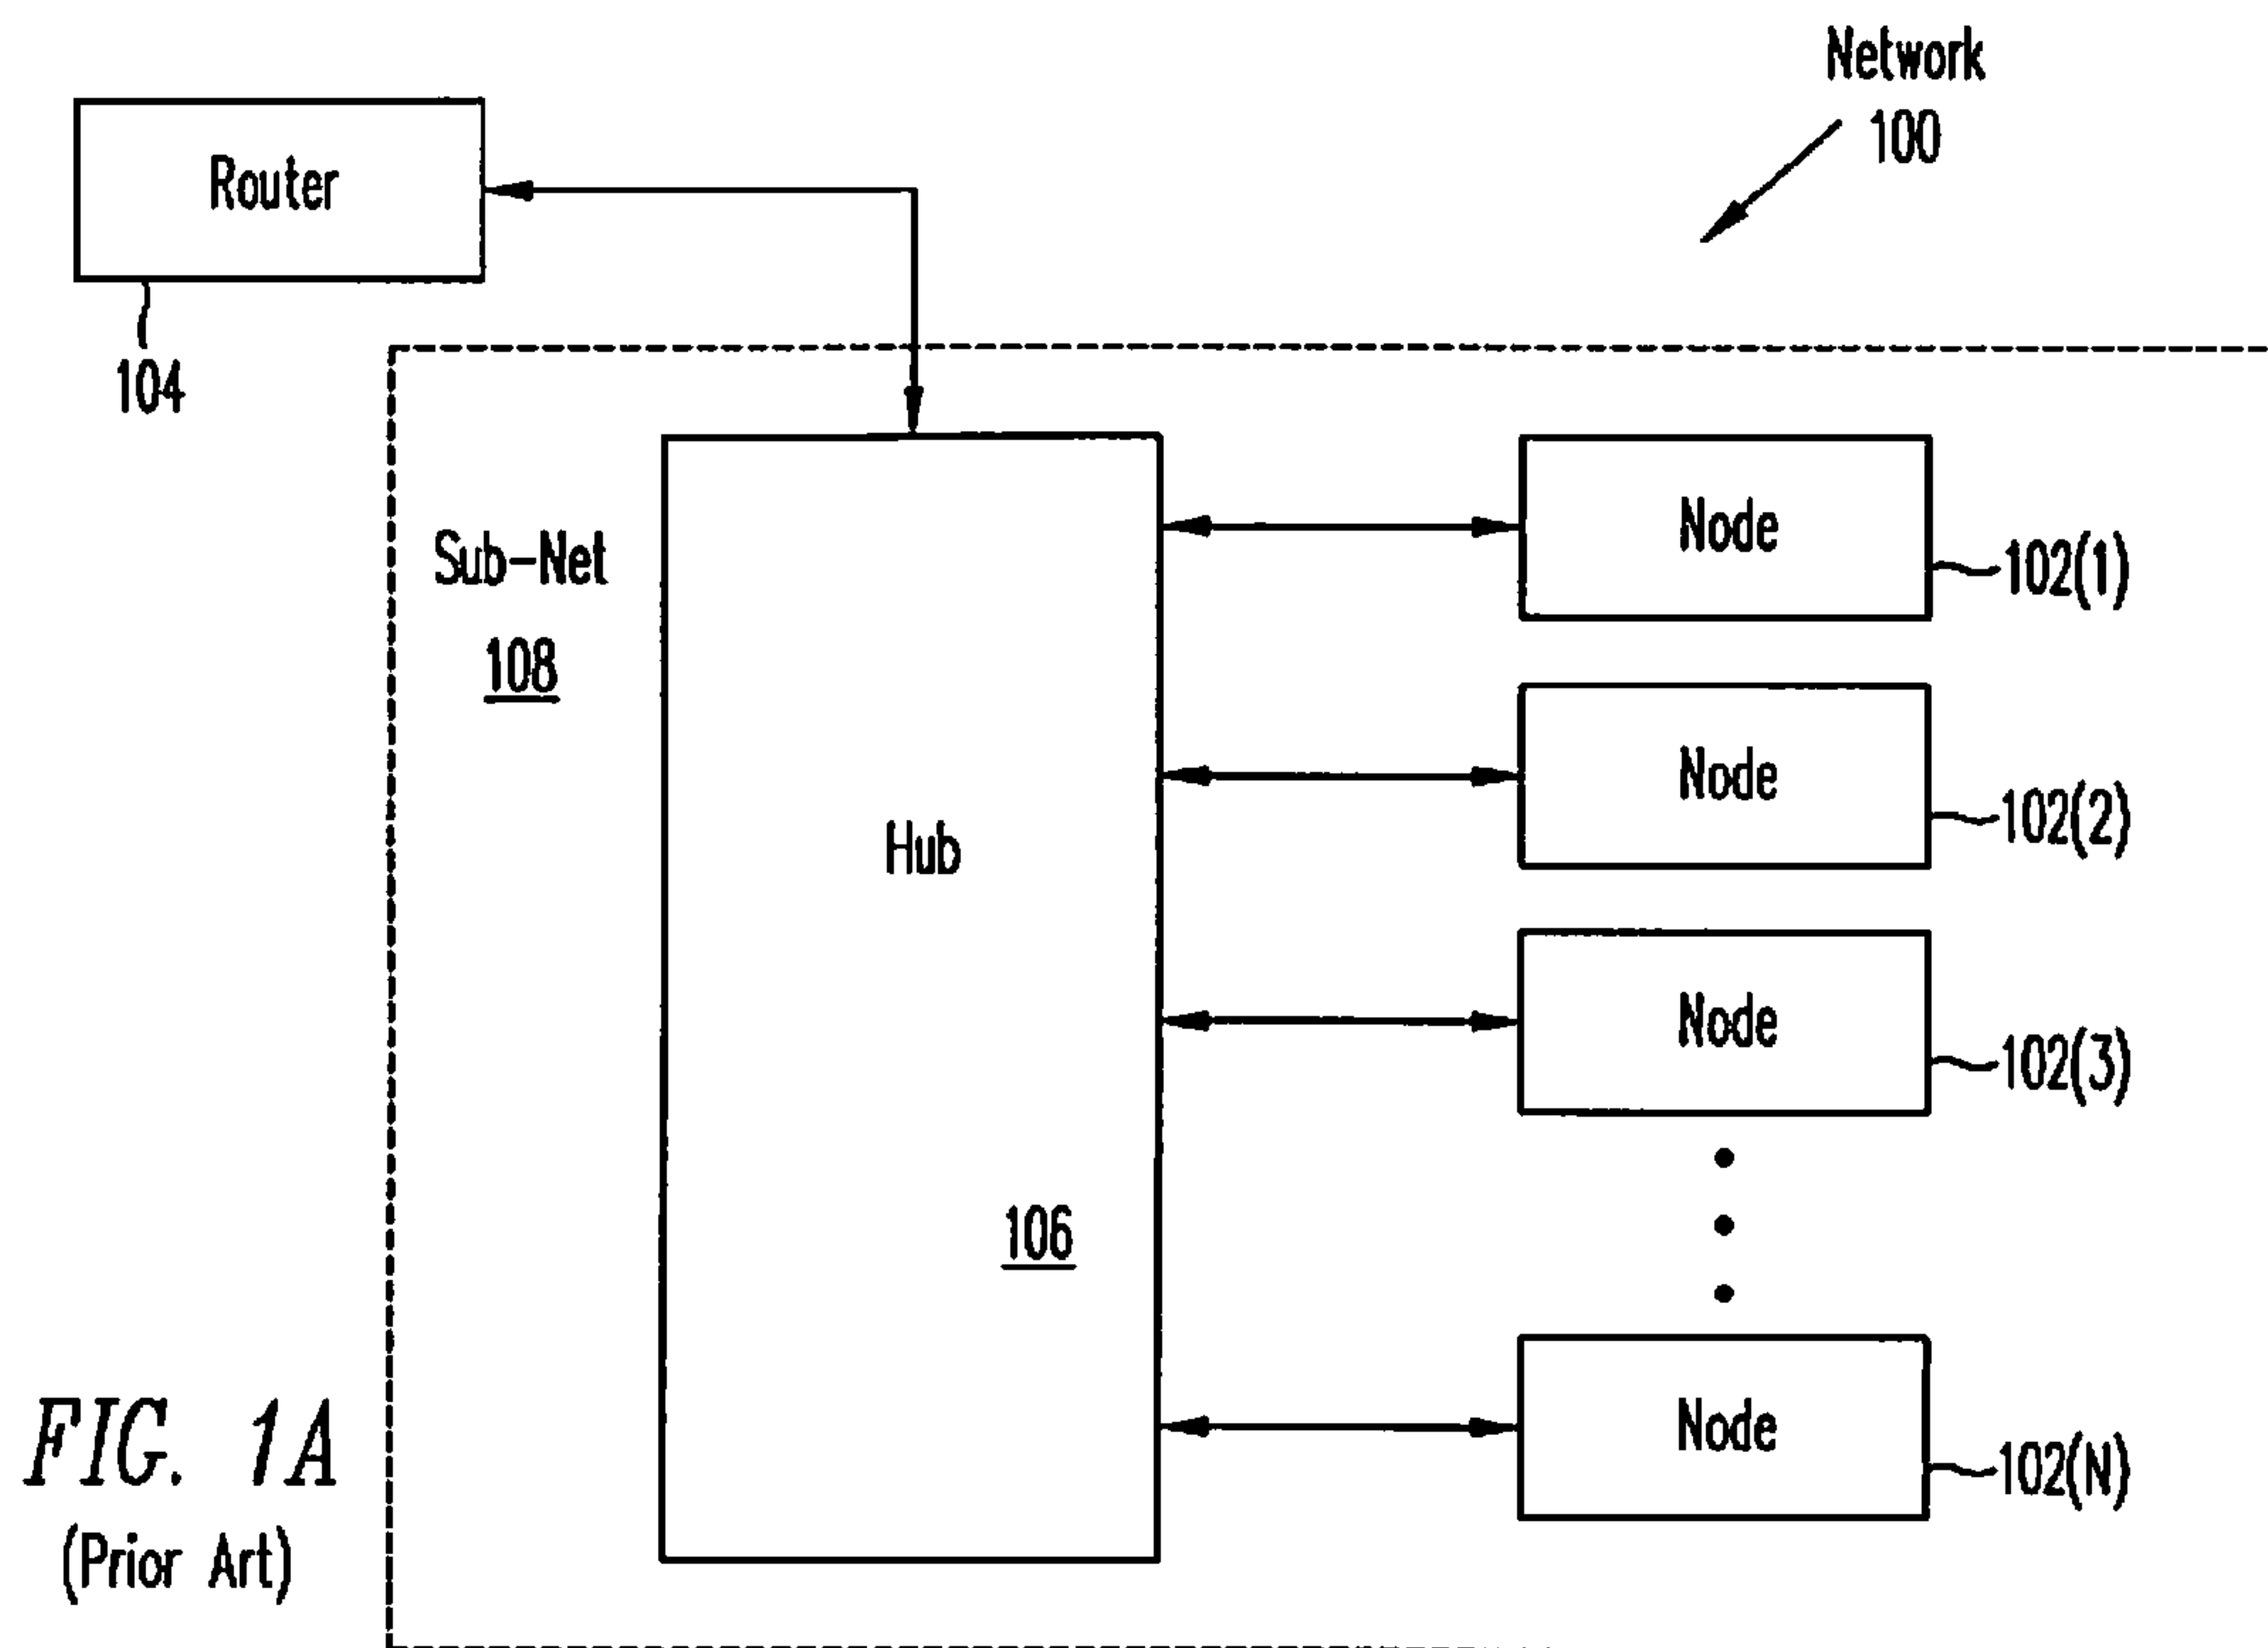 Network
100
Router
104
Sub-Net
108
Hub
106
Node
102(1)
Node
102(2)
Node
102(3)
Node
102(N)
FIG. 1A
(Prior Art)